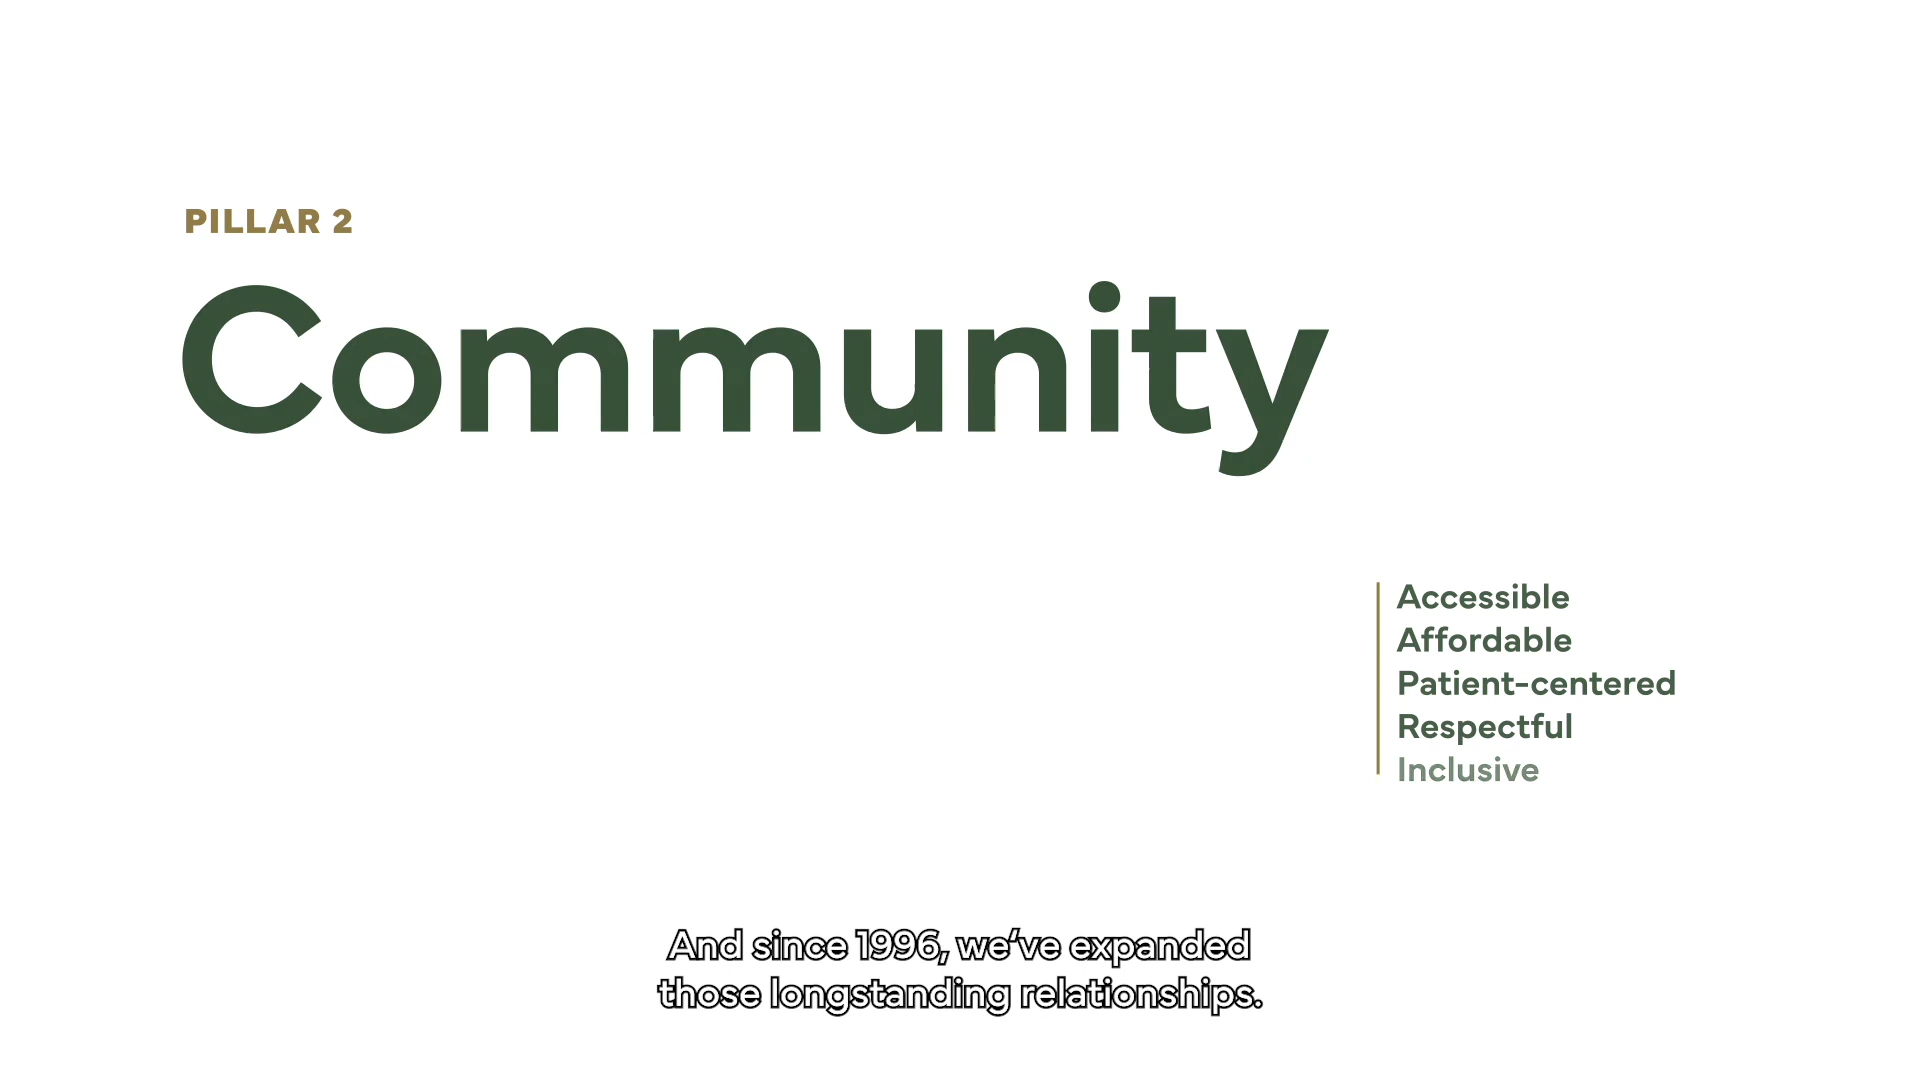 PILLAR 2
Community
Accessible
Affordable
Patient-centered
Respectful
Inclusive
And since 1996, we‘ve expanded
those longstanding relationships.